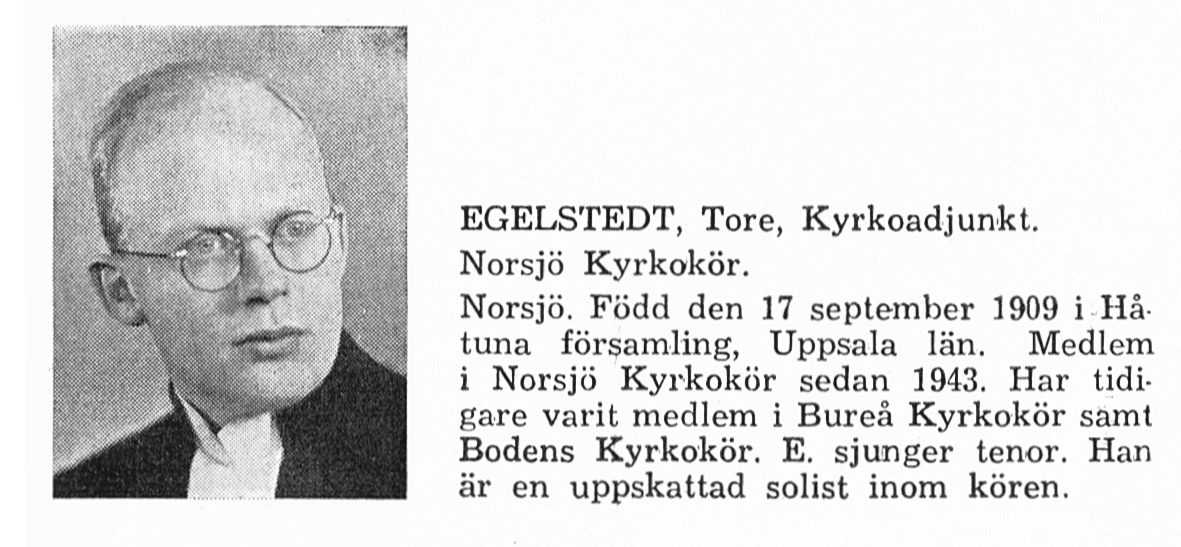 EGELSTEDT, Tore, Kyrkoadjunkt.
Norsjö Kyrkokör.
Norsjö. Född den 17 september 1909 i Hå-
tuna församling, Uppsala län. Medlem
i Norsjö Kyrkokör sedan 1943. Har tidi-
gare varit medlem i Bureå Kyrkokör samt
Bodens Kyrkokör. E. sjunger tenor. Han
är en uppskattad solist inom kören.